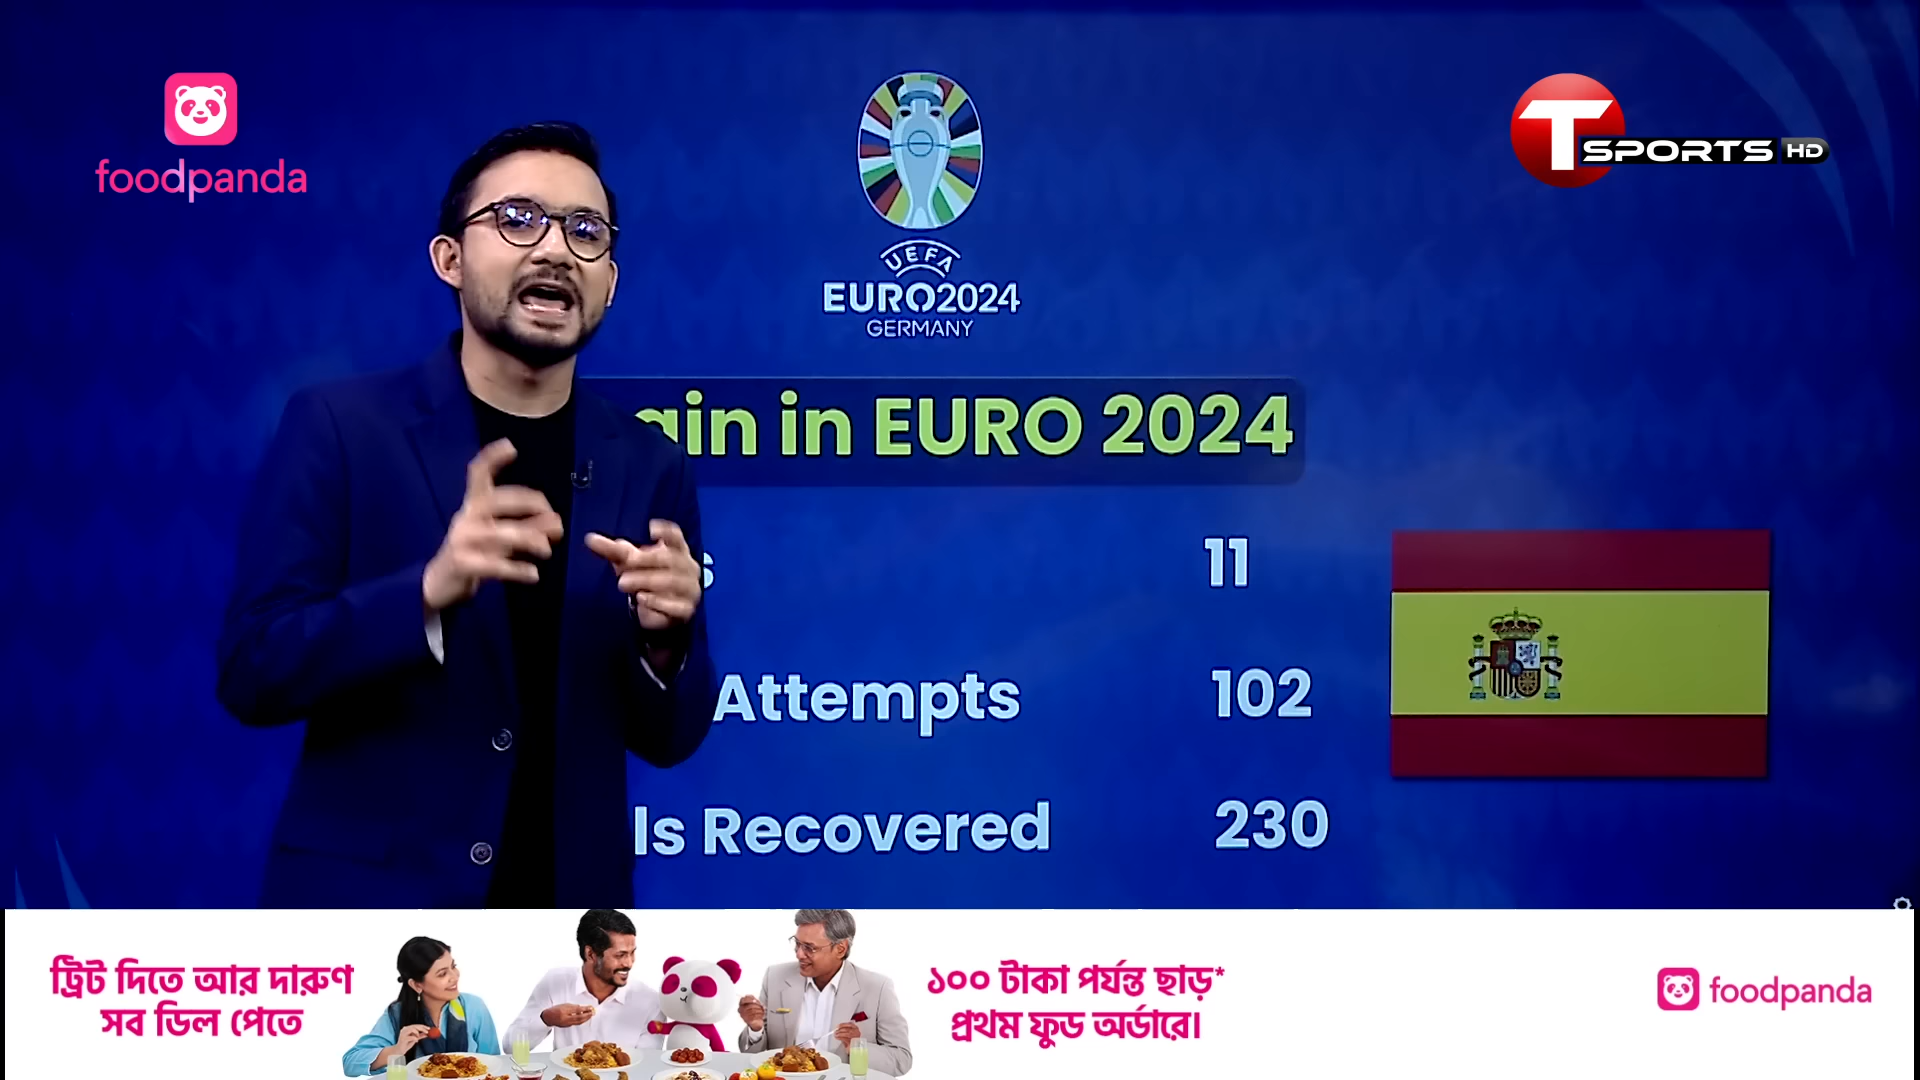 foodpanda
T SPORTS HD
UEFA
EURO2024
GERMANY
in EURO 2024
11
Attempts 102
Recovered 230
ট্রিট দিতে আর দারুণ
সব ডিল পেতে
১০০ টাকা পর্যন্ত ছাড়*
প্রথম ফুড অর্ডারে।
foodpanda